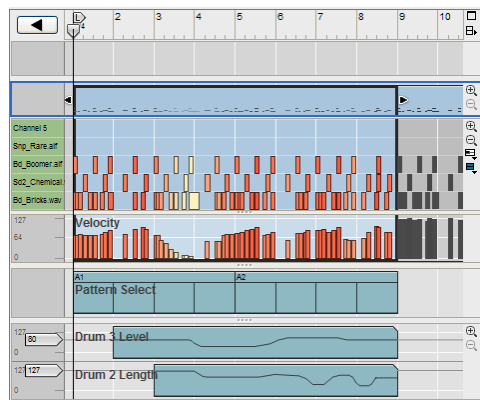 L 2 3 4 5 6 7 8 9 10
4
Channel 5
Snp_Rare.aif
Bd_Boomer.aif
Sd2_Chemical.
Bd_Bricks.wav
127 Velocity
64
0
A1 A2
Pattern Select
127 80 Drum 3 Level
0
127 127 Drum 2 Length
0